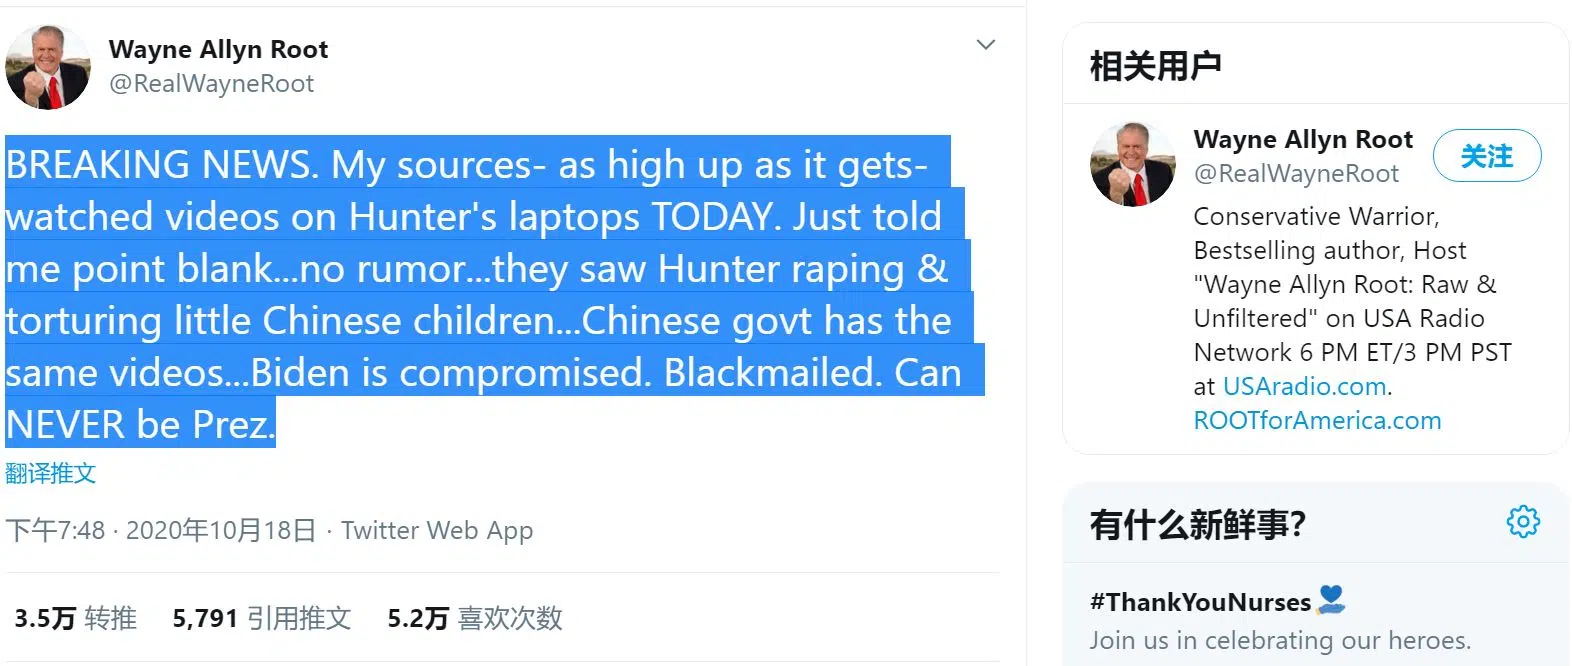 Wayne Allyn Root
@RealWayneRoot
BREAKING NEWS. My sources- as high up as it gets-
watched videos on Hunter's laptops TODAY. Just told
me point blank...no rumor...they saw Hunter raping &
torturing little Chinese children...Chinese govt has the
same videos...Biden is compromised. Blackmailed. Can
NEVER be Prez.
翻译推文
下午7:48 · 2020年10月18日 · Twitter Web App
3.5万 转推 5,791 引用推文 5.2万 喜欢次数
相关用户
Wayne Allyn Root
@RealWayneRoot
关注
Conservative Warrior,
Bestselling author, Host
"Wayne Allyn Root: Raw &
Unfiltered" on USA Radio
Network 6 PM ET/3 PM PST
at USAradio.com.
ROOTforAmerica.com
有什么新鲜事?
#ThankYouNurses
Join us in celebrating our heroes.